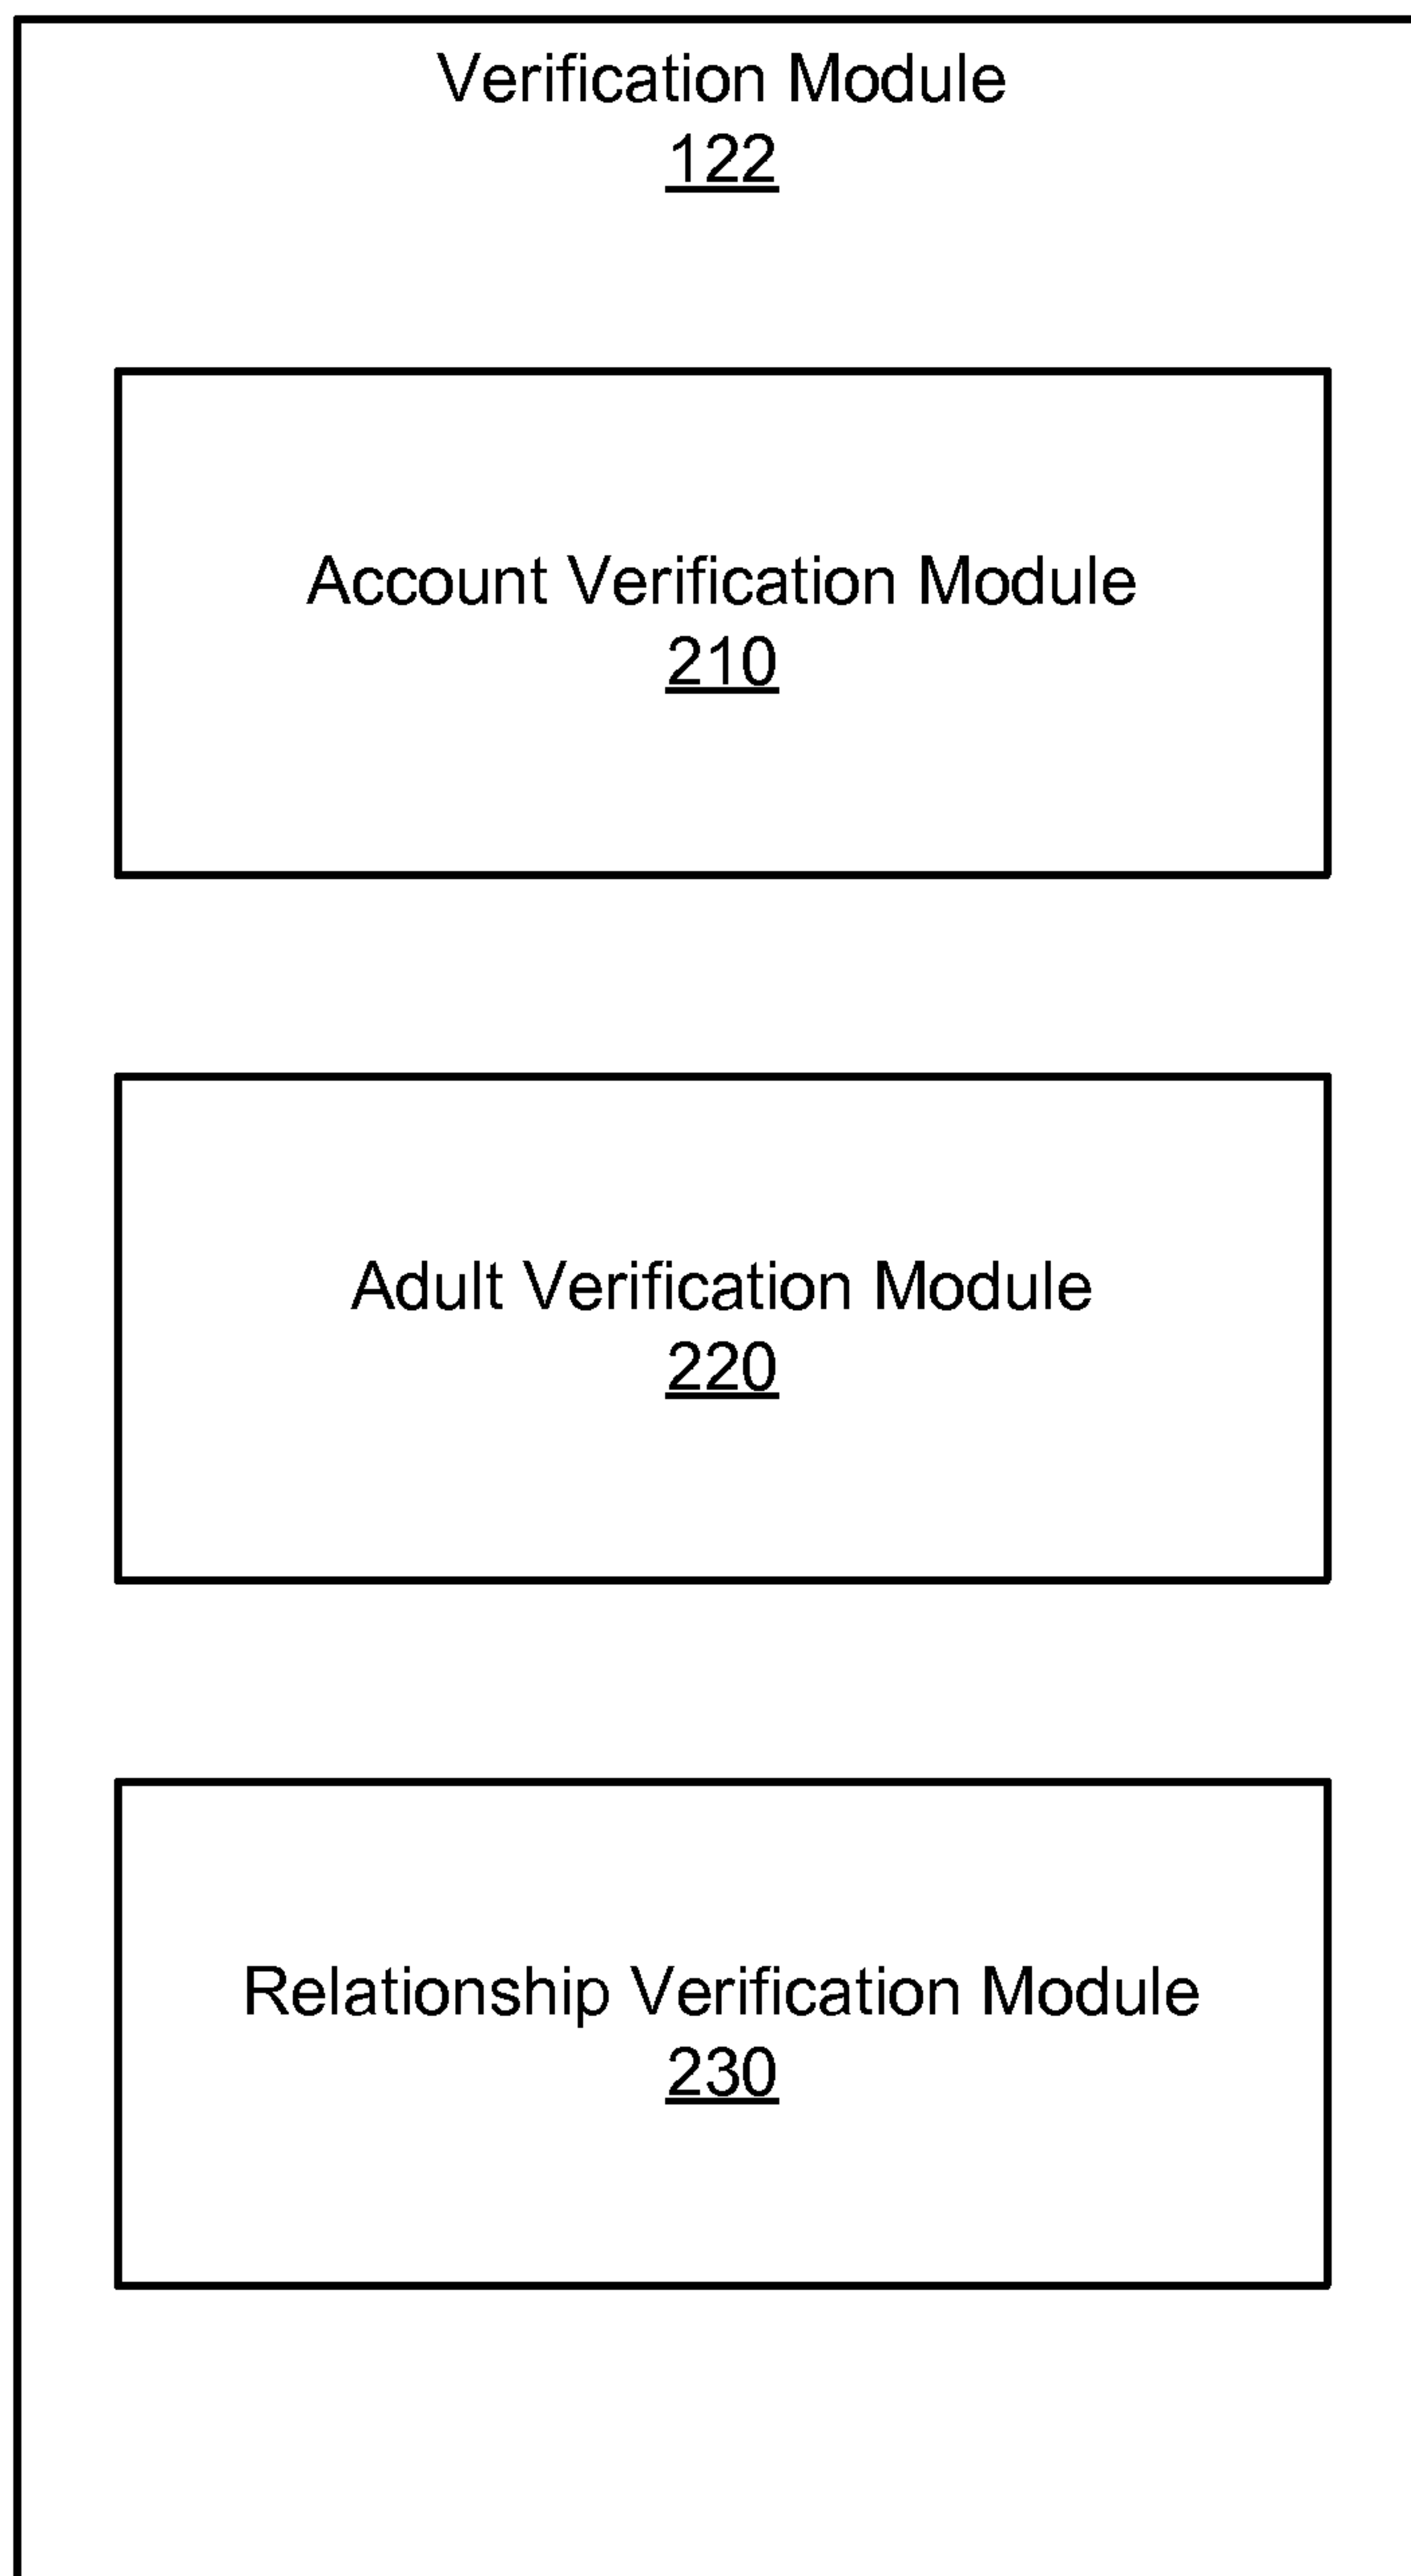 Verification Module
122
Account Verification Module
210
Adult Verification Module
220
Relationship Verification Module
230